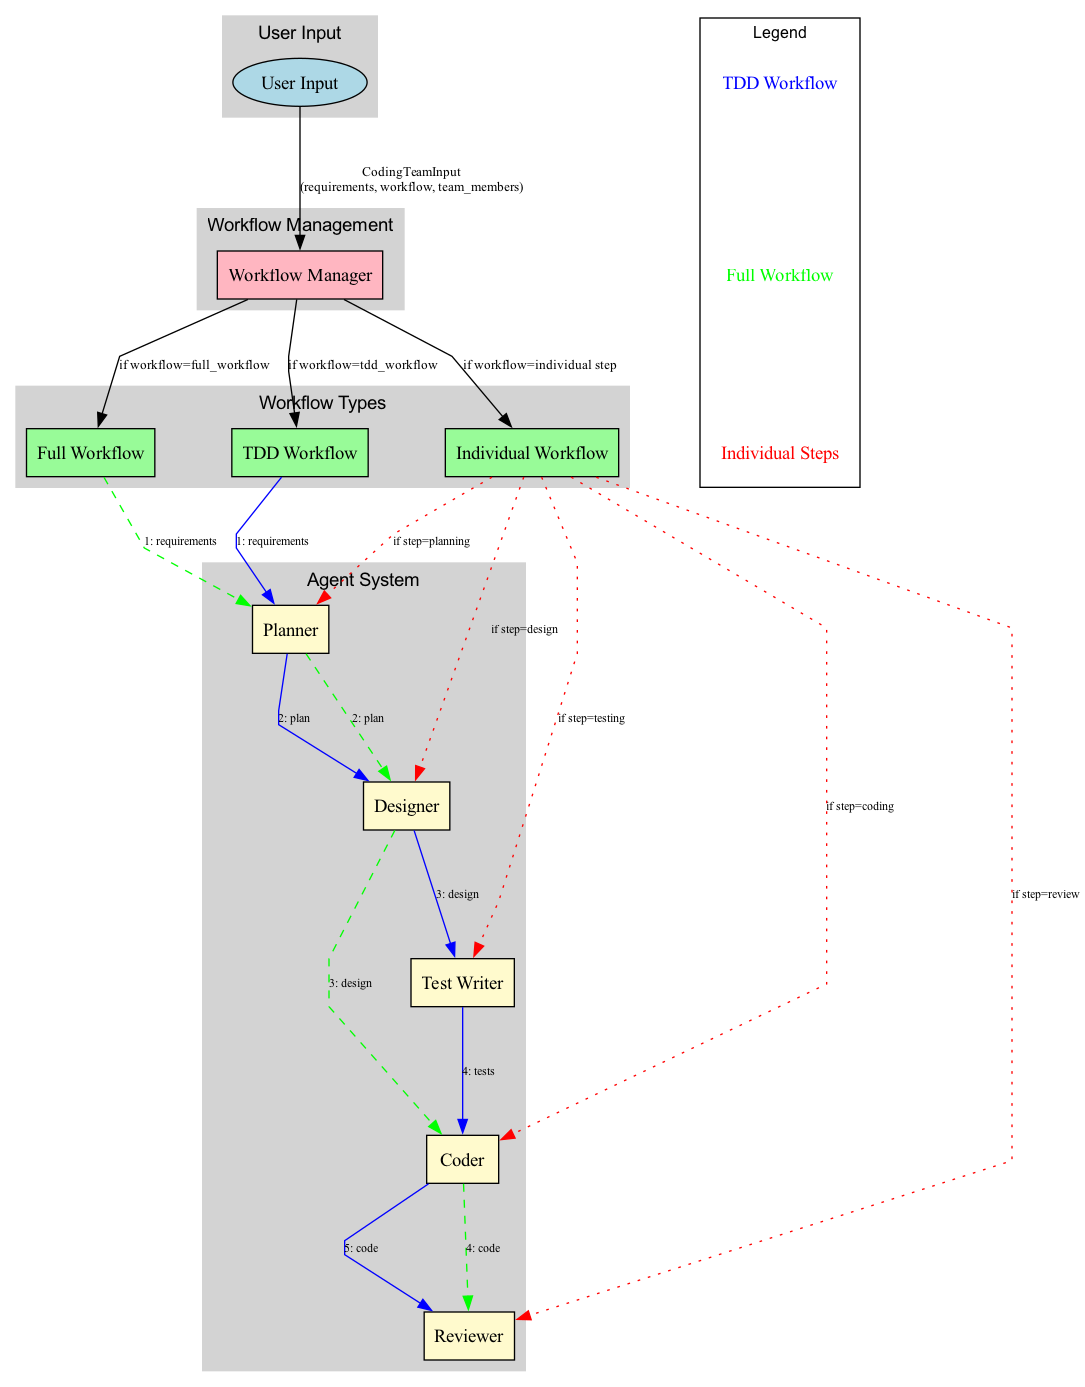 User Input
User Input
Legend
TDD Workflow
CodingTeamInput
(requirements, workflow, team_members)
Workflow Management
Workflow Manager
Full Workflow
if workflow=full_workflow
if workflow=tdd_workflow
if workflow=individual step
Workflow Types
Full Workflow
TDD Workflow
Individual Workflow
Individual Steps
1: requirements
1: requirements
if step=planning
Agent System
Planner
if step=design
2: plan
2: plan
if step=testing
Designer
if step=coding
3: design
if step=review
3: design
Test Writer
4: tests
Coder
5: code
4: code
Reviewer